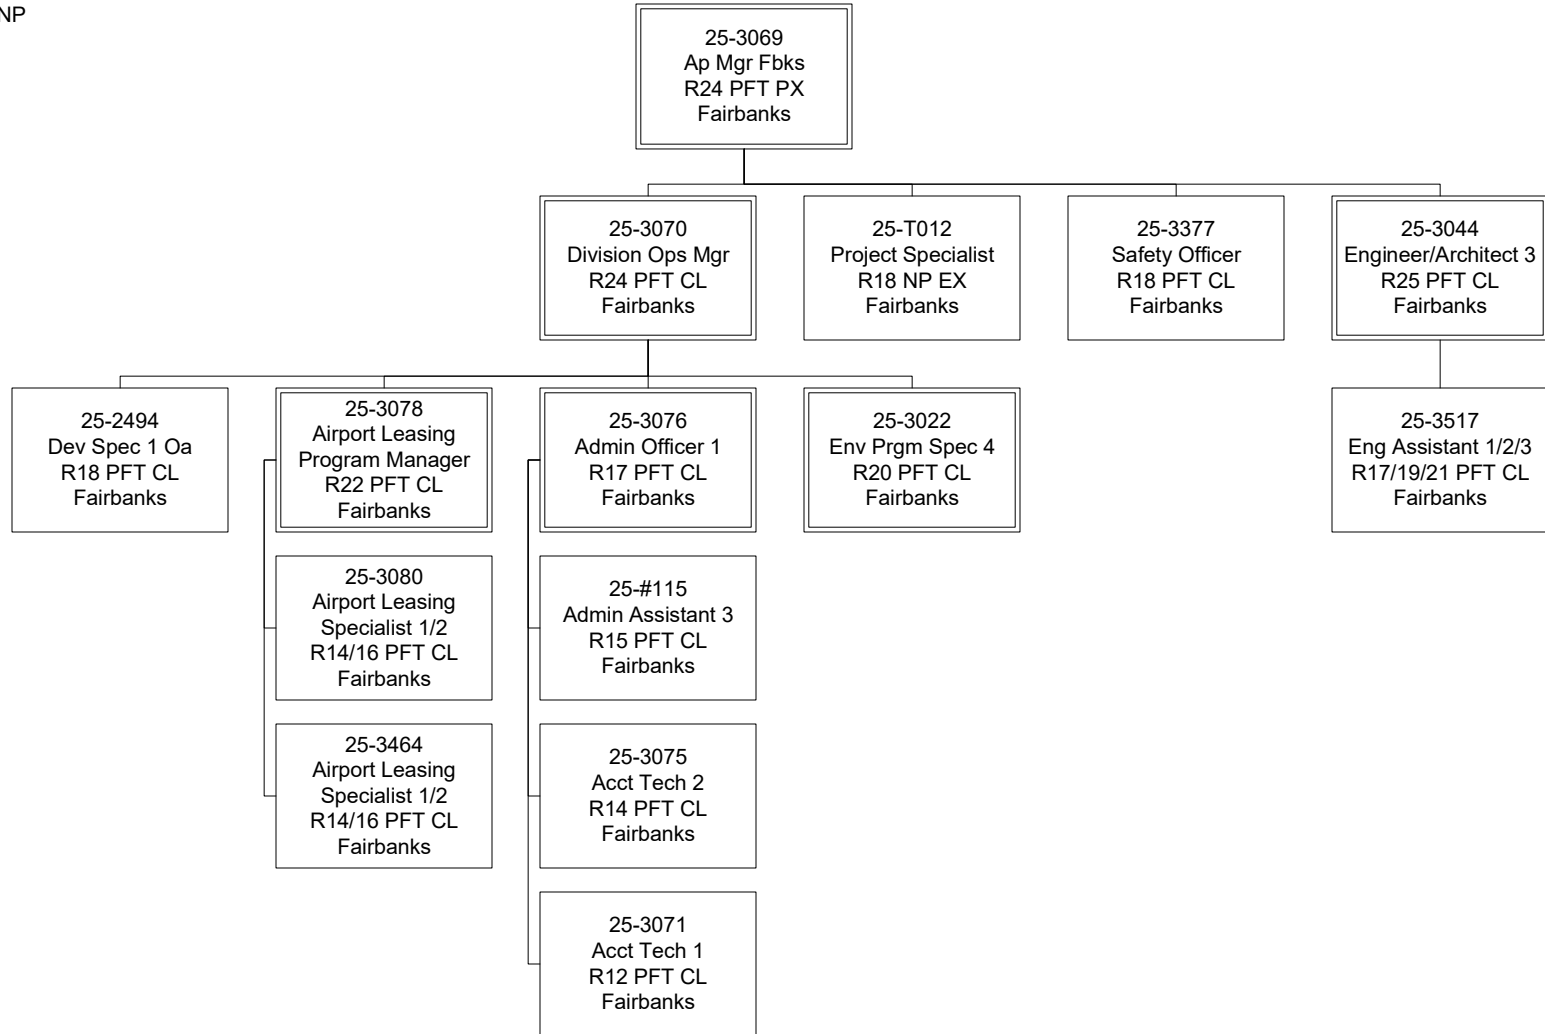 NP
25-3069
Ap Mgr Fbks
R24 PFT PX
Fairbanks
25-3070
Division Ops Mgr
R24 PFT CL
Fairbanks
25-T012
Project Specialist
R18 NP EX
Fairbanks
25-3377
Safety Officer
R18 PFT CL
Fairbanks
25-3044
Engineer/Architect 3
R25 PFT CL
Fairbanks
25-2494
Dev Spec 1 Oa
R18 PFT CL
Fairbanks
25-3078
Airport Leasing
Program Manager
R22 PFT CL
Fairbanks
25-3076
Admin Officer 1
R17 PFT CL
Fairbanks
25-3022
Env Prgm Spec 4
R20 PFT CL
Fairbanks
25-3517
Eng Assistant 1/2/3
R17/19/21 PFT CL
Fairbanks
25-3080
Airport Leasing
Specialist 1/2
R14/16 PFT CL
Fairbanks
25-#115
Admin Assistant 3
R15 PFT CL
Fairbanks
25-3464
Airport Leasing
Specialist 1/2
R14/16 PFT CL
Fairbanks
25-3075
Acct Tech 2
R14 PFT CL
Fairbanks
25-3071
Acct Tech 1
R12 PFT CL
Fairbanks